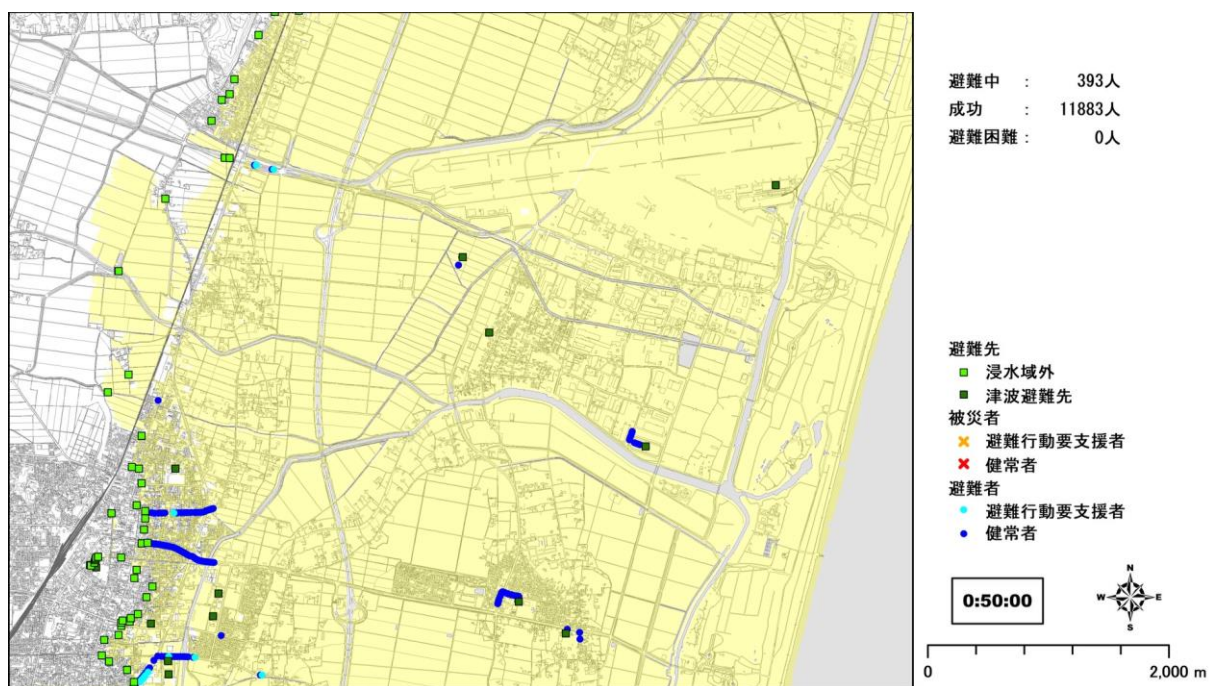 避難中 : 393人
成功 : 11883人
避難困難 : 0人
避難先
浸水域外
津波避難先
被災者
避難行動要支援者
健常者
避難者
避難行動要支援者
健常者
0:50:00
N
W E
S
0 2,000 m